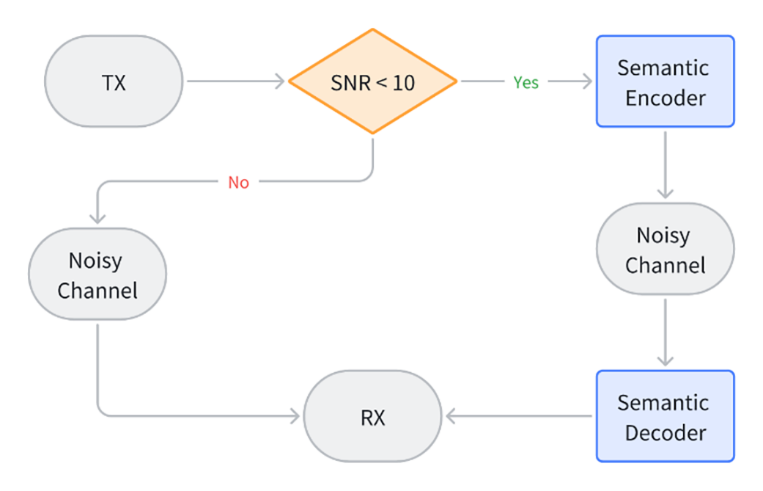 TX
SNR < 10
Yes
Semantic
Encoder
No
Noisy
Channel
Noisy
Channel
RX
Semantic
Decoder